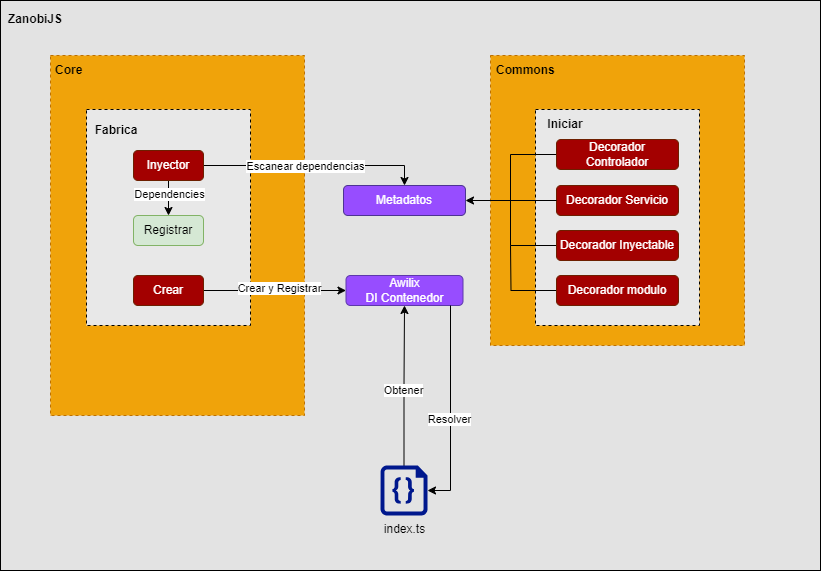 ZanobiJS
Core
Fabrica
Inyector
Escanear dependencias
Dependencies
Registrar
Crear
Crear y Registrar
Metadatos
Awilix
DI Contenedor
Commons
Iniciar
Decorador
Controlador
Decorador Servicio
Decorador Inyectable
Decorador modulo
Obtener
Resolver
{}
index.ts